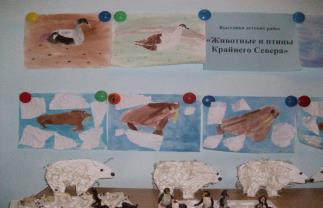 Выставка детских работ
«Животные и птицы
Крайнего Севера»